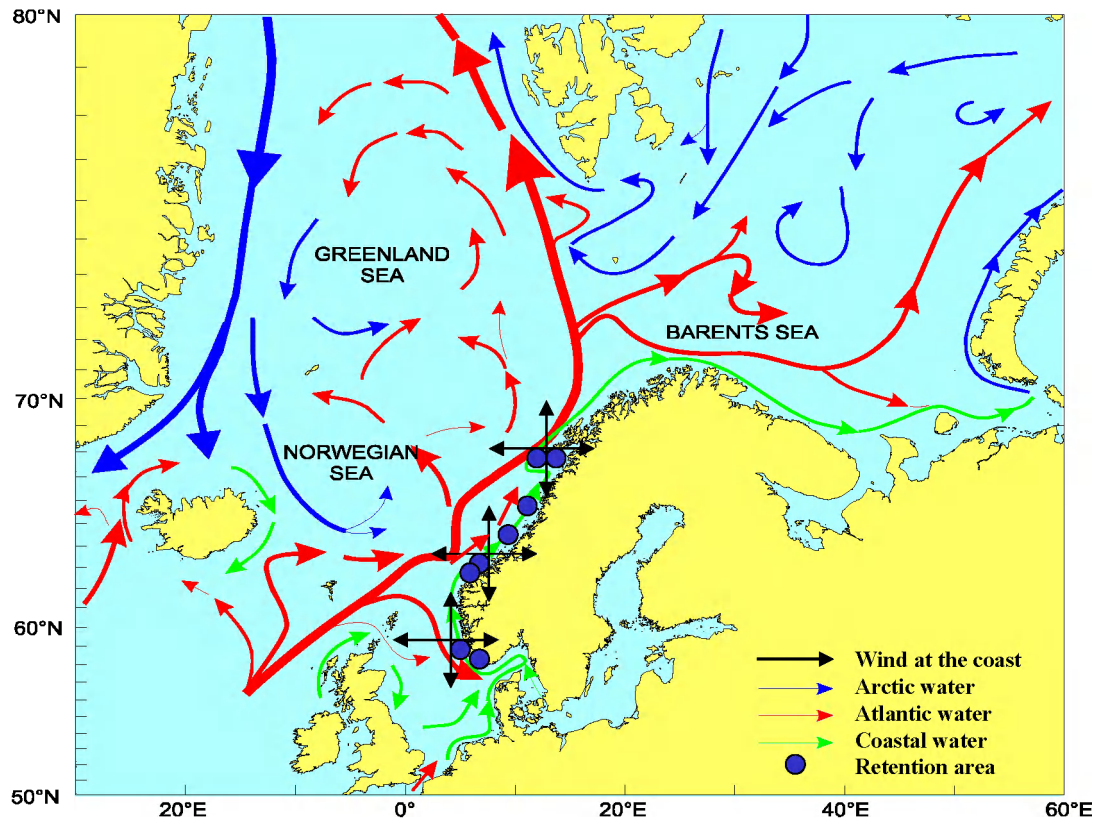 80°N
GREENLAND
SEA
BARENTS SEA
70°N
NORWEGIAN
SEA
60°N
Wind at the coast
Arctic water
Atlantic water
Coastal water
Retention area
50°N
20°E
0°E
20°E
40°E
60°E